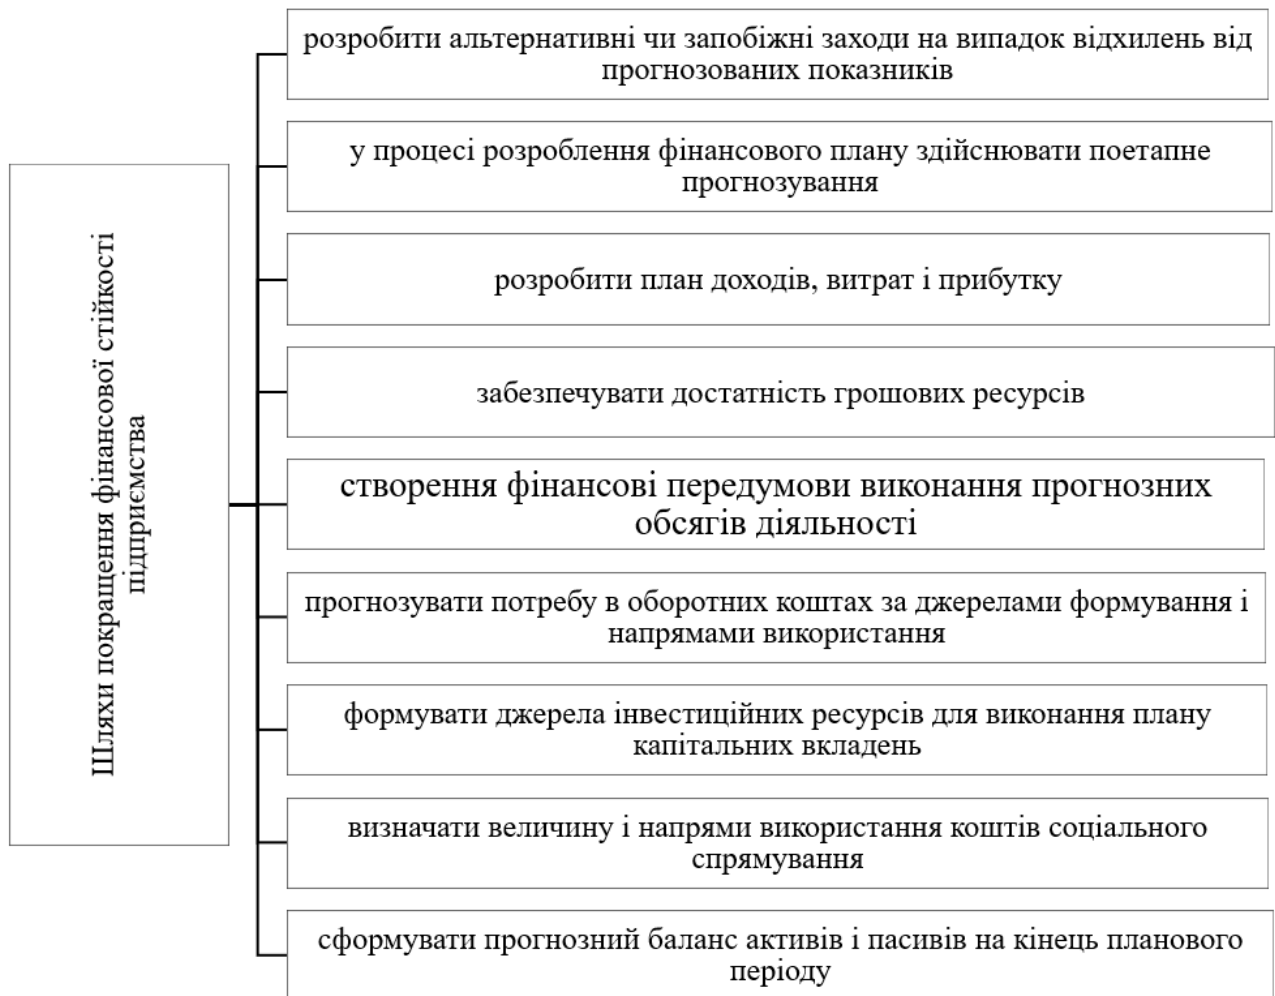 Шляхи покращення фінансової стійкості
підприємства
розробити альтернативні чи запобіжні заходи на випадок відхилень від
прогнозованих показників
у процесі розроблення фінансового плану здійснювати поетапне
прогнозування
розробити план доходів, витрат і прибутку
забезпечувати достатність грошових ресурсів
створення фінансові передумови виконання прогнозних
обсягів діяльності
прогнозувати потребу в оборотних коштах за джерелами формування і
напрямами використання
формувати джерела інвестиційних ресурсів для виконання плану
капітальних вкладень
визначати величину і напрями використання коштів соціального
спрямування
сформувати прогнозний баланс активів і пасивів на кінець планового
періоду